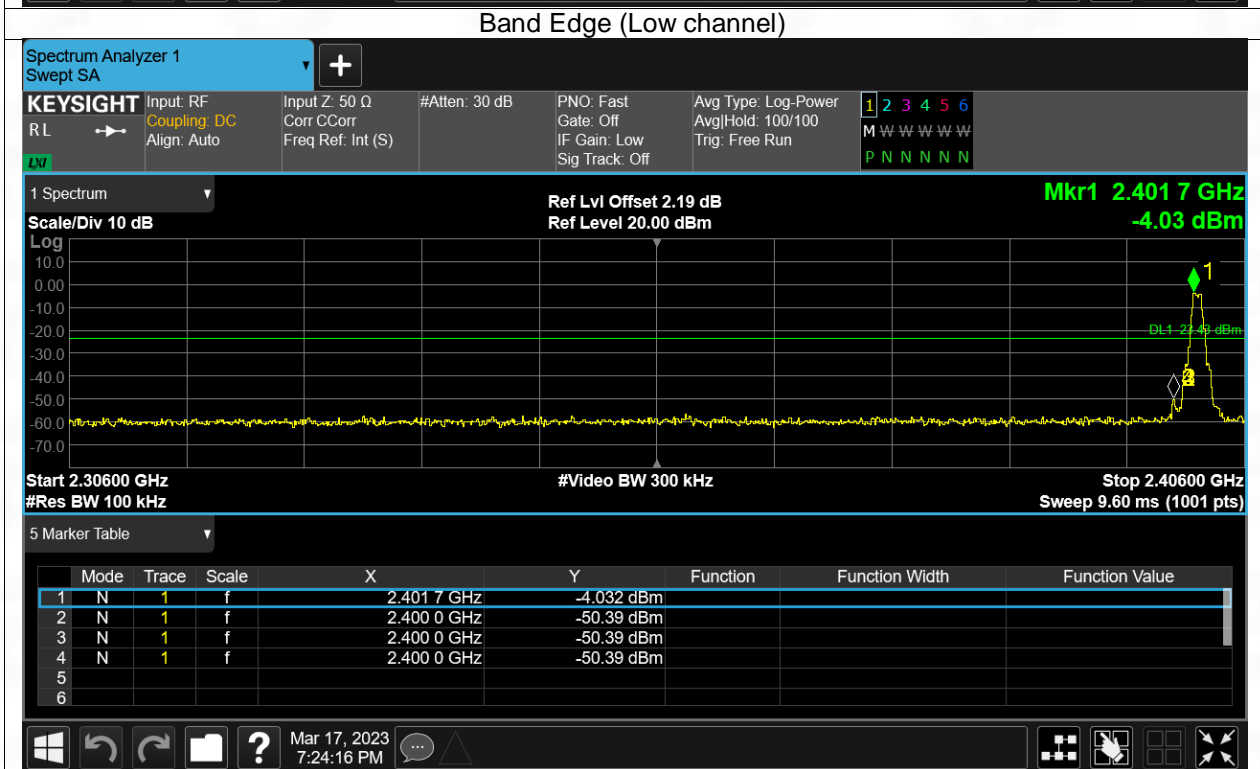 Band Edge (Low channel)
Spectrum Analyzer 1
Swept SA
KEYSIGHT
RL
LXI
Input: RF
Coupling: DC
Align: Auto
Input Z: 50 Ω
Corr CCorr
Freq Ref: Int (S)
#Atten: 30 dB
PNO: Fast
Gate: Off
IF Gain: Low
Sig Track: Off
Avg Type: Log-Power
Avg|Hold: 100/100
Trig: Free Run
1 2 3 4 5 6
M W W W W W
P N N N N N
1 Spectrum
Scale/Div 10 dB
Ref Lvl Offset 2.19 dB
Ref Level 20.00 dBm
Mkr1 2.401 7 GHz
-4.03 dBm
Log
10.0
0.00
-10.0
-20.0
-30.0
-40.0
-50.0
-60.0
-70.0
1
DL1 -23.43 dBm
Start 2.30600 GHz
#Res BW 100 kHz
#Video BW 300 kHz
Stop 2.40600 GHz
Sweep 9.60 ms (1001 pts)
5 Marker Table
Mode Trace Scale X Y Function Function Width Function Value
1 N 1 f 2.401 7 GHz -4.032 dBm
2 N 1 f 2.400 0 GHz -50.39 dBm
3 N 1 f 2.400 0 GHz -50.39 dBm
4 N 1 f 2.400 0 GHz -50.39 dBm
5
6
?
Mar 17, 2023
7:24:16 PM